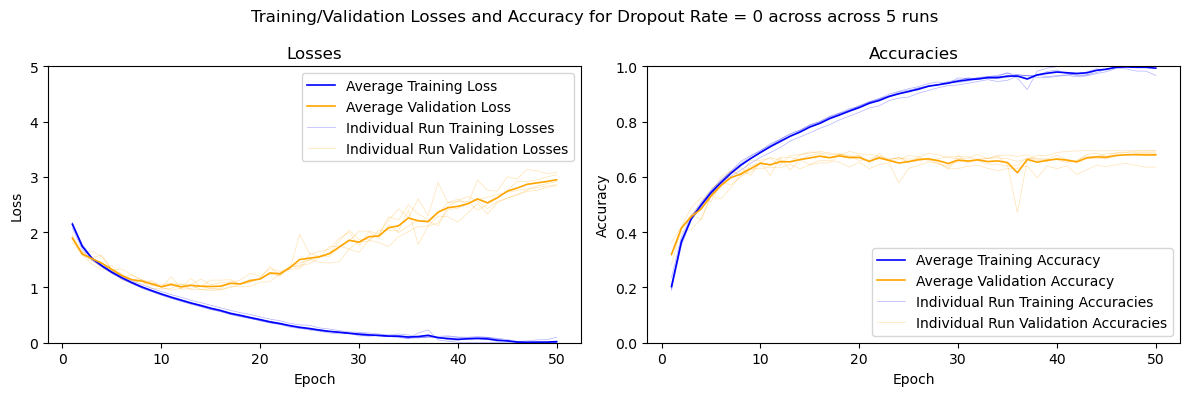 Training/Validation Losses and Accuracy for Dropout Rate = 0 across across 5 runs
Losses
5
4
3
2
1
0
Loss
Average Training Loss
Average Validation Loss
Individual Run Training Losses
Individual Run Validation Losses
0 10 20 30 40 50
Epoch
Accuracies
1.0
0.8
0.6
0.4
0.2
0.0
Accuracy
Average Training Accuracy
Average Validation Accuracy
Individual Run Training Accuracies
Individual Run Validation Accuracies
0 10 20 30 40 50
Epoch